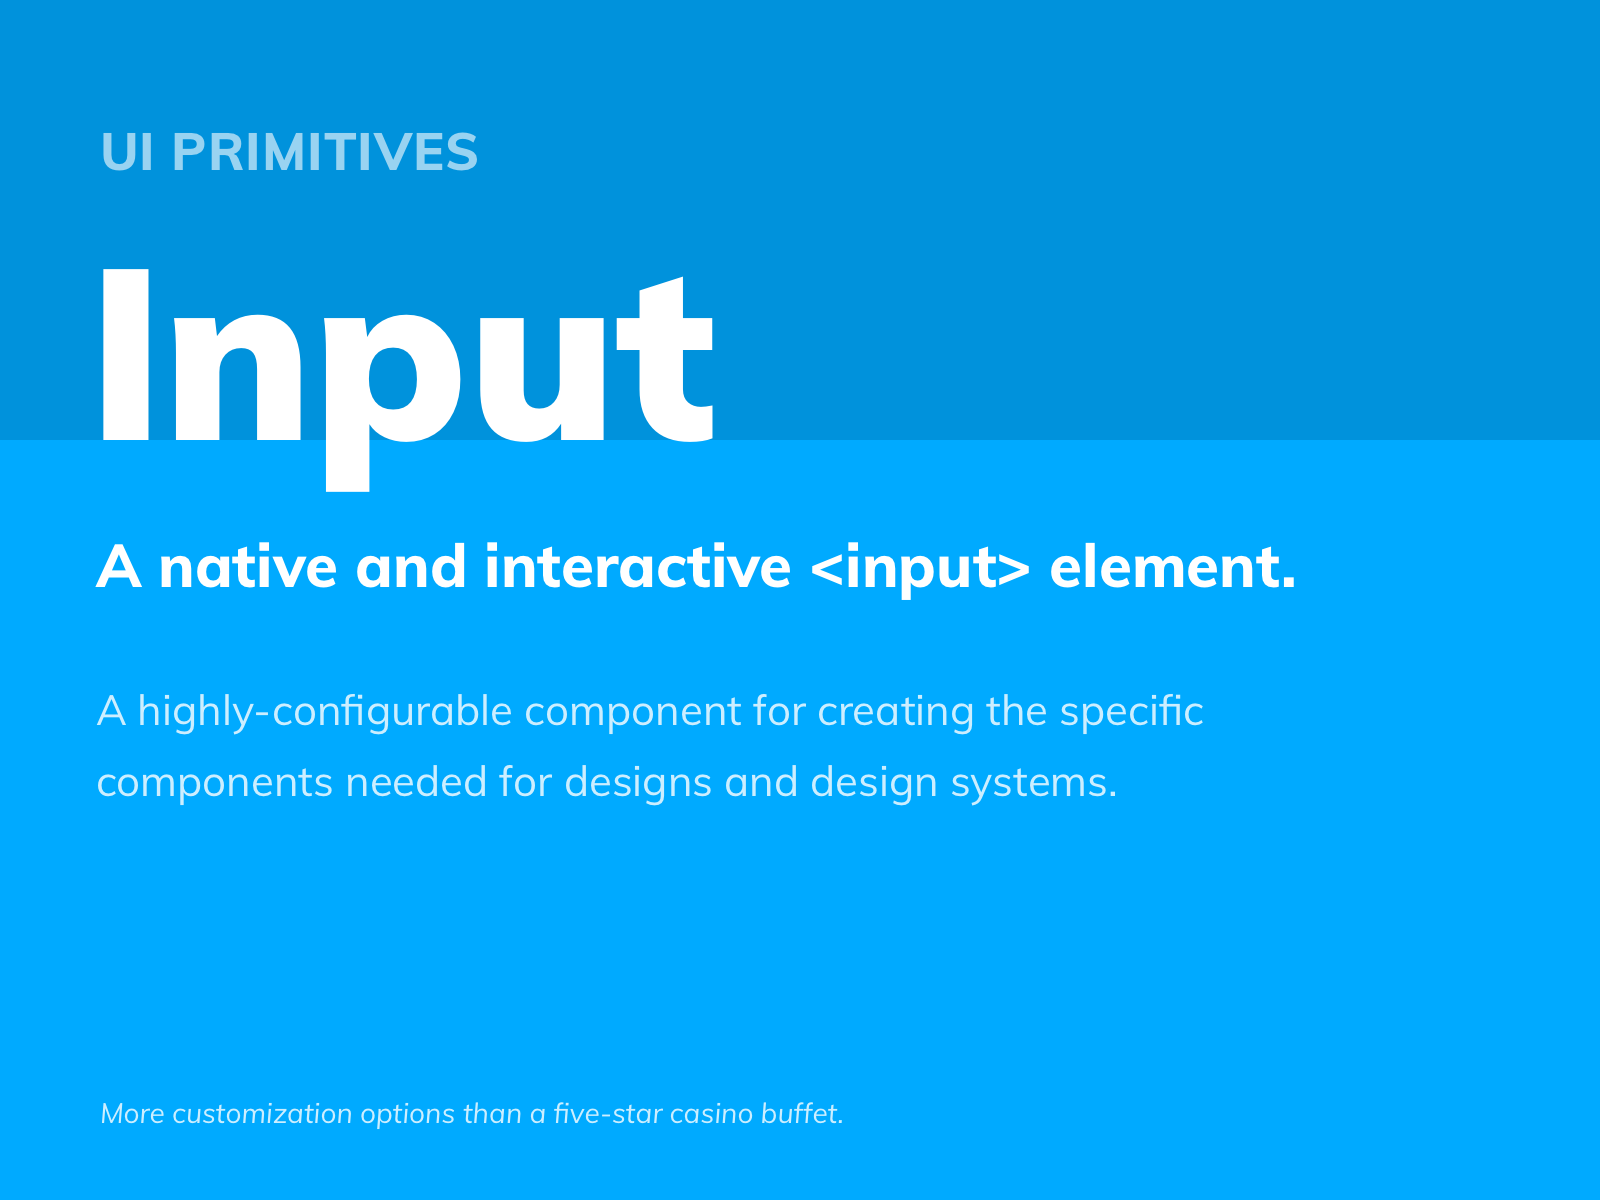 UI PRIMITIVES
Input
A native and interactive <input> element.
A highly-configurable component for creating the specific
components needed for designs and design systems.
More customization options than a five-star casino buffet.